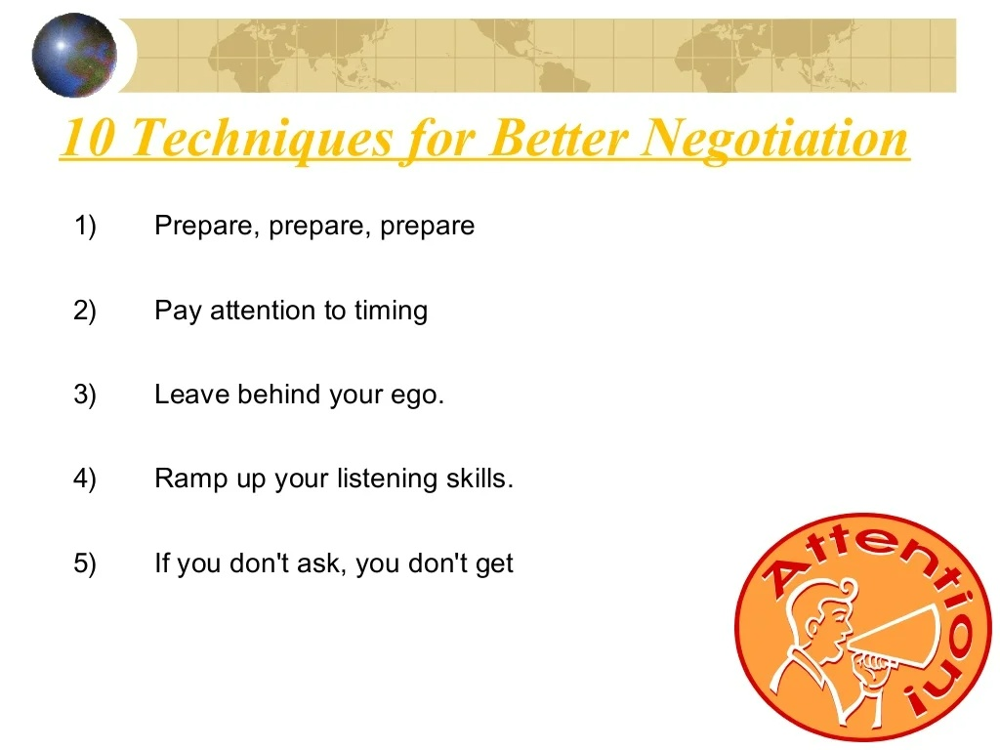 10 Techniques for Better Negotiation
1) Prepare, prepare, prepare
2) Pay attention to timing
3) Leave behind your ego.
4) Ramp up your listening skills.
5) If you don't ask, you don't get
Attention!